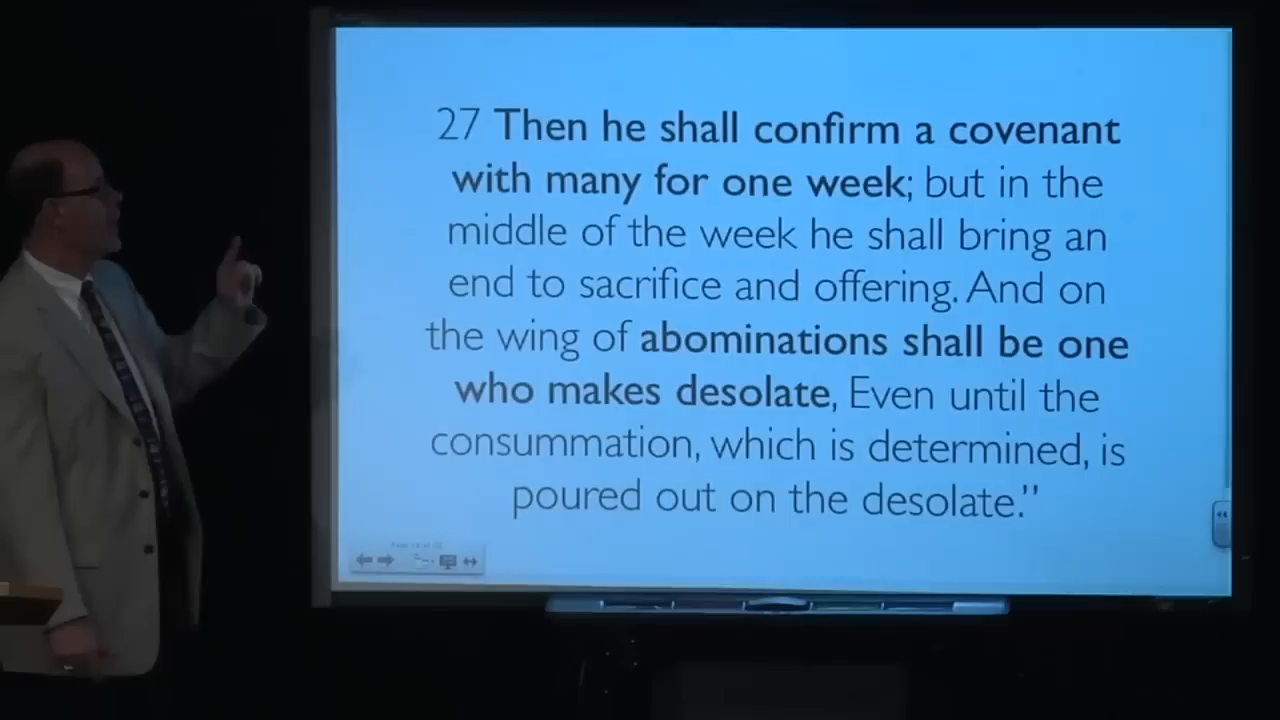 27 Then he shall confirm a covenant
with many for one week; but in the
middle of the week he shall bring an
end to sacrifice and offering. And on
the wing of abominations shall be one
who makes desolate, Even until the
consummation, which is determined, is
poured out on the desolate.”